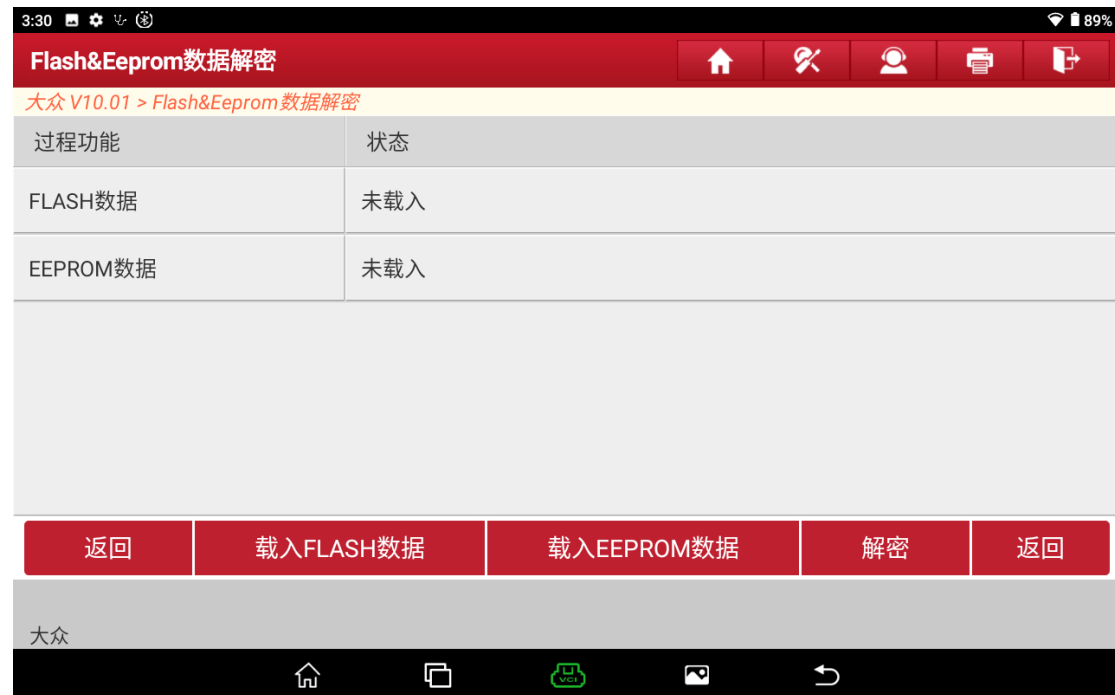 3:30 89%
Flash&Eeprom数据解密
大众 V10.01 > Flash&Eeprom数据解密
过程功能 状态
FLASH数据 未载入
EEPROM数据 未载入
返回 载入FLASH数据 载入EEPROM数据 解密 返回
大众
VCI